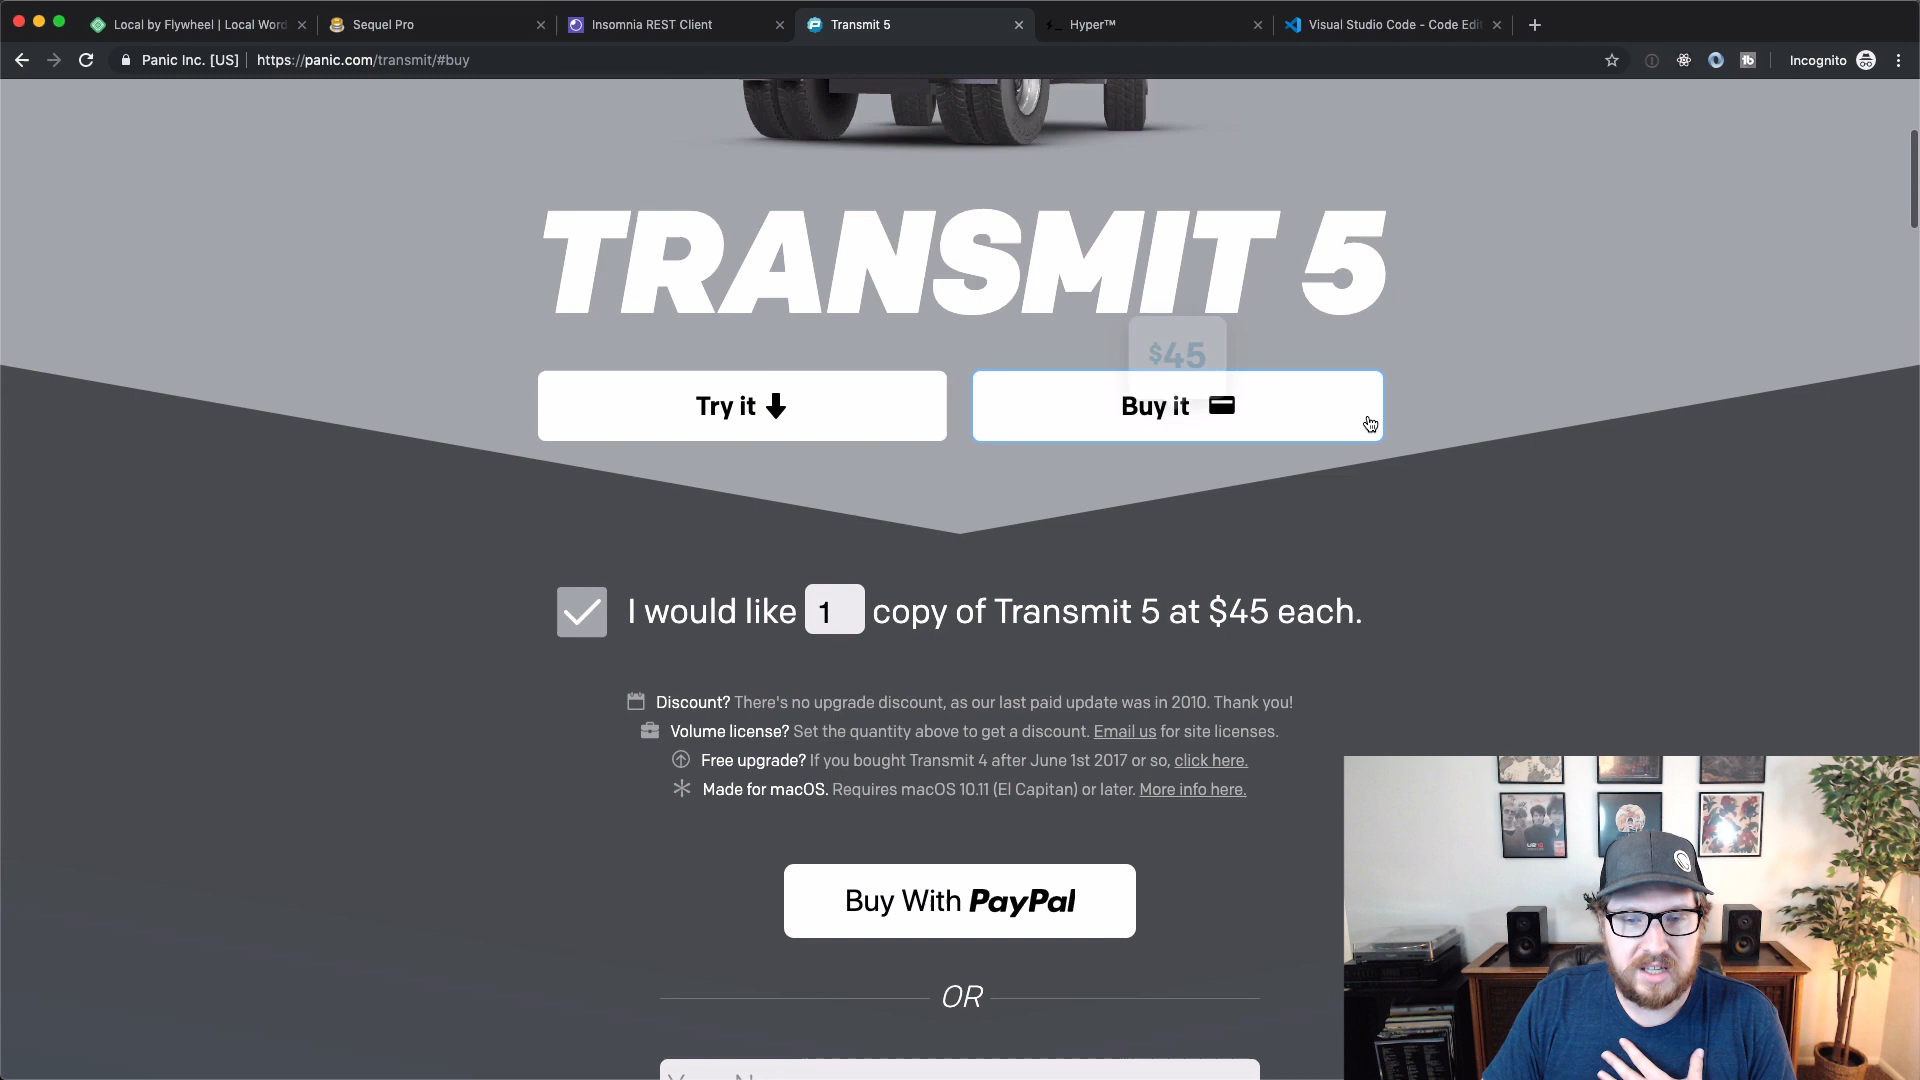 Local by Flywheel | Local Word
Sequel Pro
Insomnia REST Client
Transmit 5
Hyper™
Visual Studio Code - Code Edi
Panic Inc. [US]
https://panic.com/transmit/#buy
Incognito
TRANSMIT 5
$45
Try it
Buy it
I would like 1 copy of Transmit 5 at $45 each.
Discount? There's no upgrade discount, as our last paid update was in 2010. Thank you!
Volume license? Set the quantity above to get a discount. Email us for site licenses.
Free upgrade? If you bought Transmit 4 after June 1st 2017 or so, click here.
Made for macOS. Requires macOS 10.11 (El Capitan) or later. More info here.
Buy With PayPal
OR